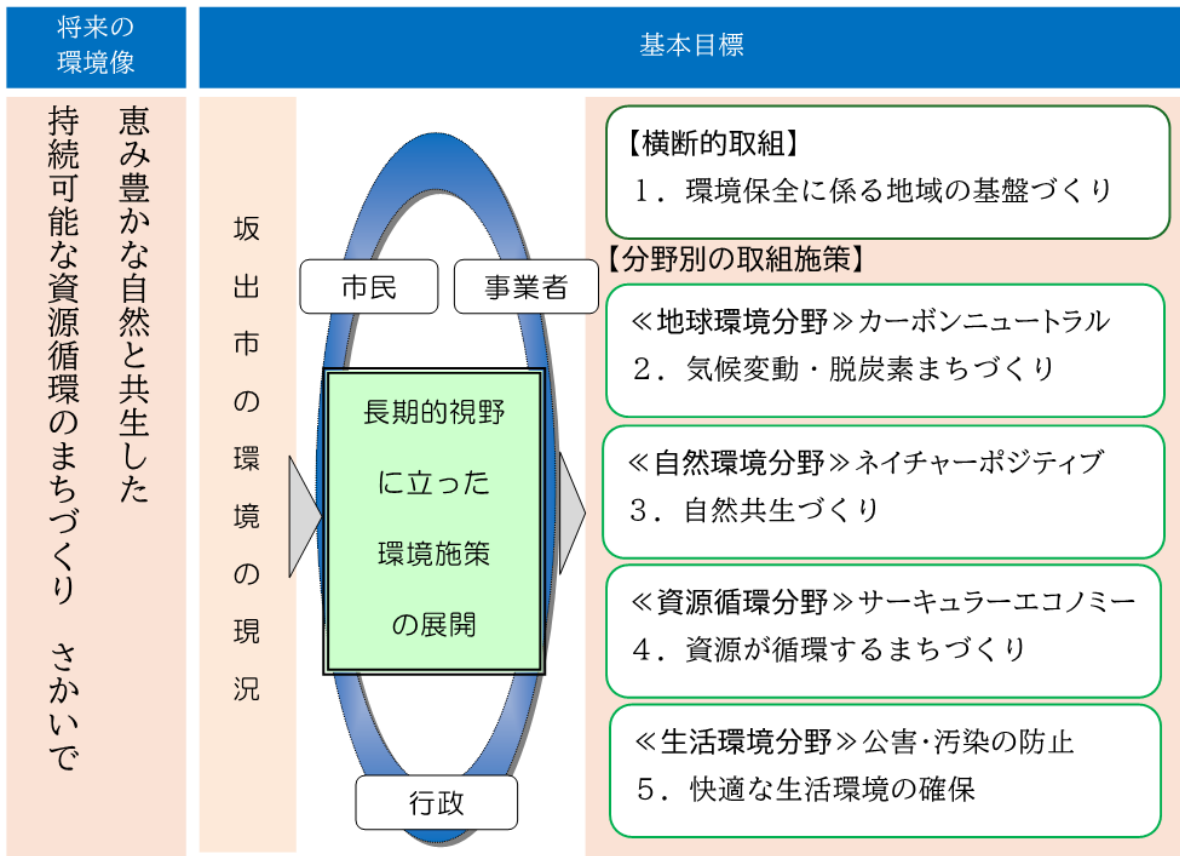 将来の
環境像
基本目標
恵み豊かな自然と共生した
持続可能な資源循環のまちづくり　さかいで
坂出市の環境の現況
市民
事業者
長期的視野
に立った
環境施策
の展開
行政
【横断的取組】
１．環境保全に係る地域の基盤づくり
【分野別の取組施策】
≪地球環境分野≫カーボンニュートラル
２．気候変動・脱炭素まちづくり
≪自然環境分野≫ネイチャーポジティブ
３．自然共生づくり
≪資源循環分野≫サーキュラーエコノミー
４．資源が循環するまちづくり
≪生活環境分野≫公害・汚染の防止
５．快適な生活環境の確保